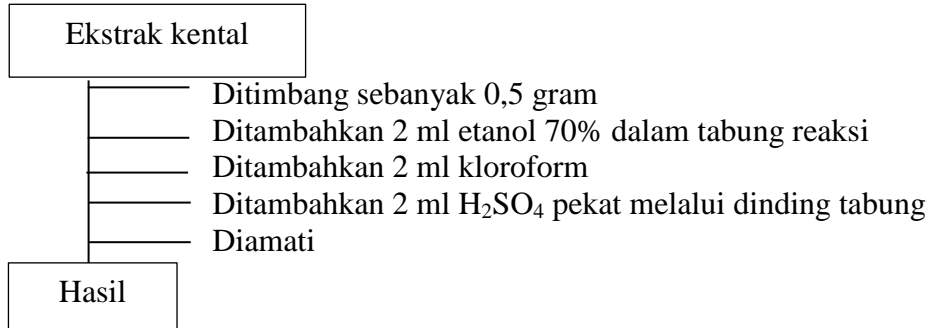 Ekstrak kental
Ditimbang sebanyak 0,5 gram
Ditambahkan 2 ml etanol 70% dalam tabung reaksi
Ditambahkan 2 ml kloroform
Ditambahkan 2 ml H₂SO₄ pekat melalui dinding tabung
Diamati
Hasil